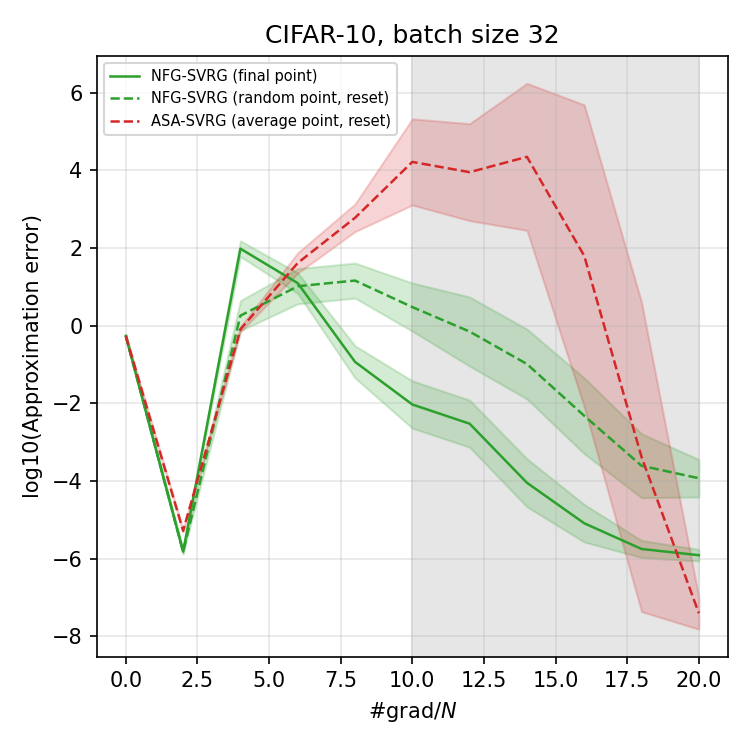 CIFAR-10, batch size 32
NFG-SVRG (final point)
NFG-SVRG (random point, reset)
ASA-SVRG (average point, reset)
log10(Approximation error)
6
4
2
0
−2
−4
−6
−8
0.0 2.5 5.0 7.5 10.0 12.5 15.0 17.5 20.0
#grad/N